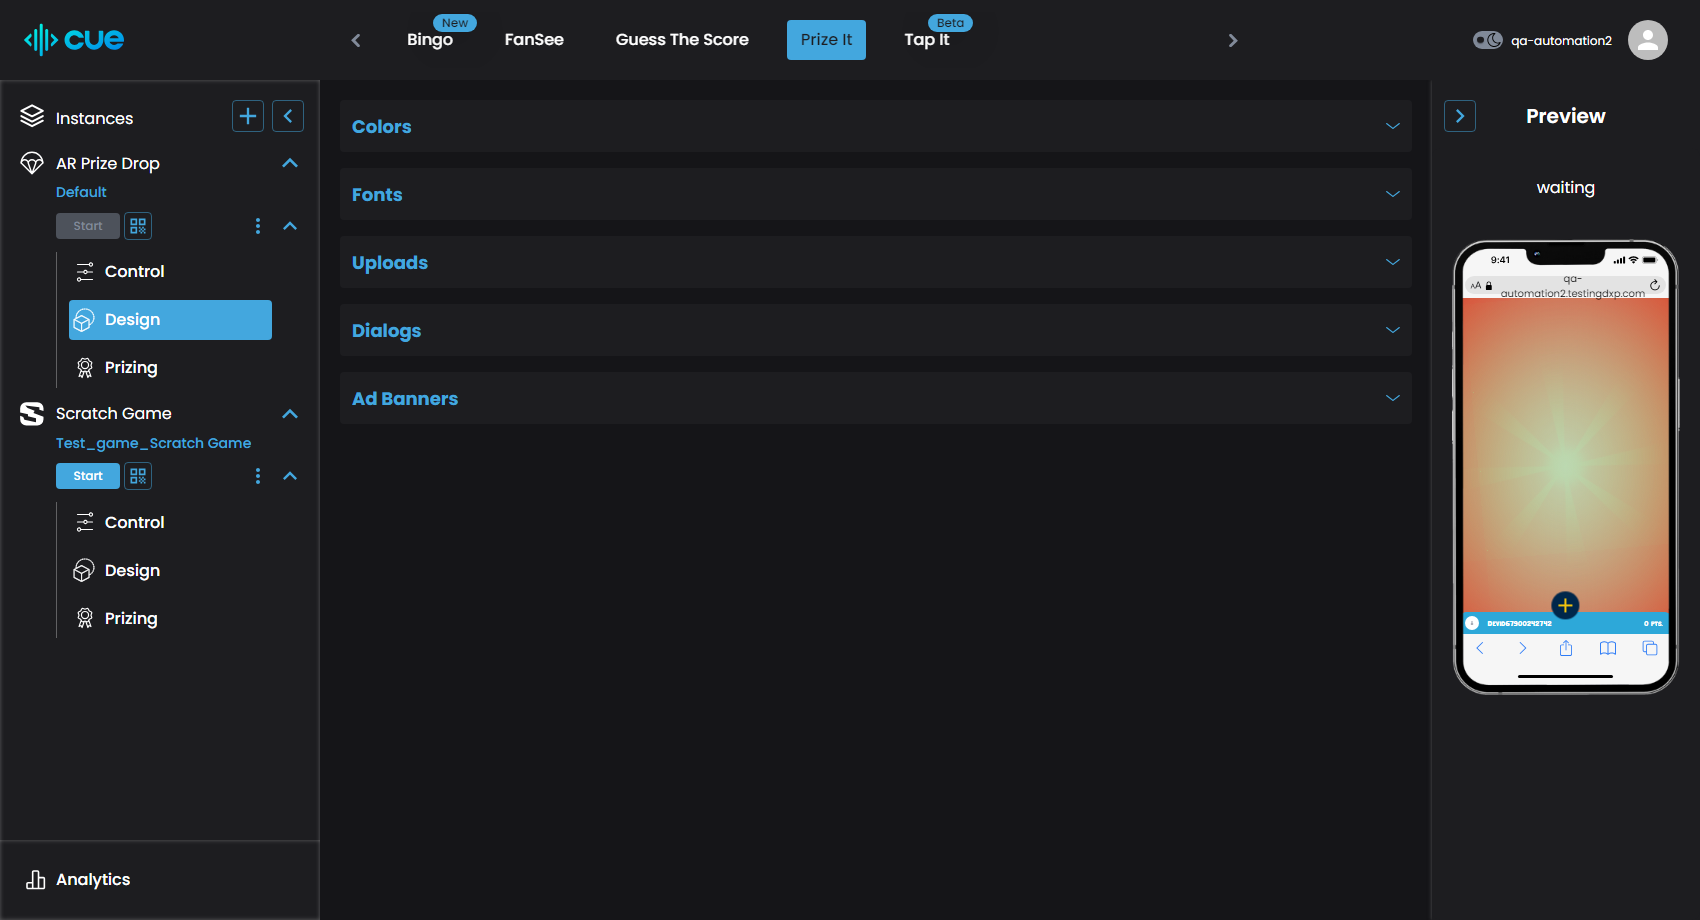 cue
Bingo
New
FanSee
Guess The Score
Prize It
Tap It
Beta
qa-automation2
Instances
AR Prize Drop
Default
Start
Control
Design
Prizing
Scratch Game
Test_game_Scratch Game
Start
Control
Design
Prizing
Analytics
Colors
Fonts
Uploads
Dialogs
Ad Banners
Preview
waiting
9:41
AA
qa-
automation2.testingdxp.com
DEVID67900242742
0 PTS.